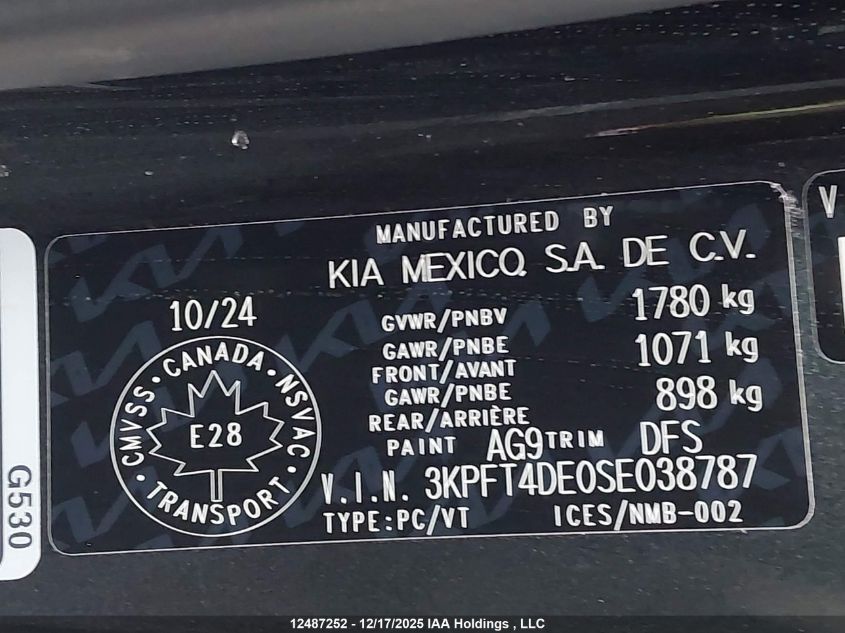 MANUFACTURED BY
KIA MEXICO, S.A. DE C.V.
10/24
GVWR/PNBV 1780 kg
GAWR/PNBE 1071 kg
FRONT/AVANT
GAWR/PNBE 898 kg
REAR/ARRIÈRE
PAINT AG9 TRIM DFS
V.I.N. 3KPFT4DE0SE038787
TYPE:PC/VT ICES/NMB-002
CMVSS · CANADA · NSVAC · TRANSPORT ·
E28
G530
V
12487252 - 12/17/2025 IAA Holdings , LLC